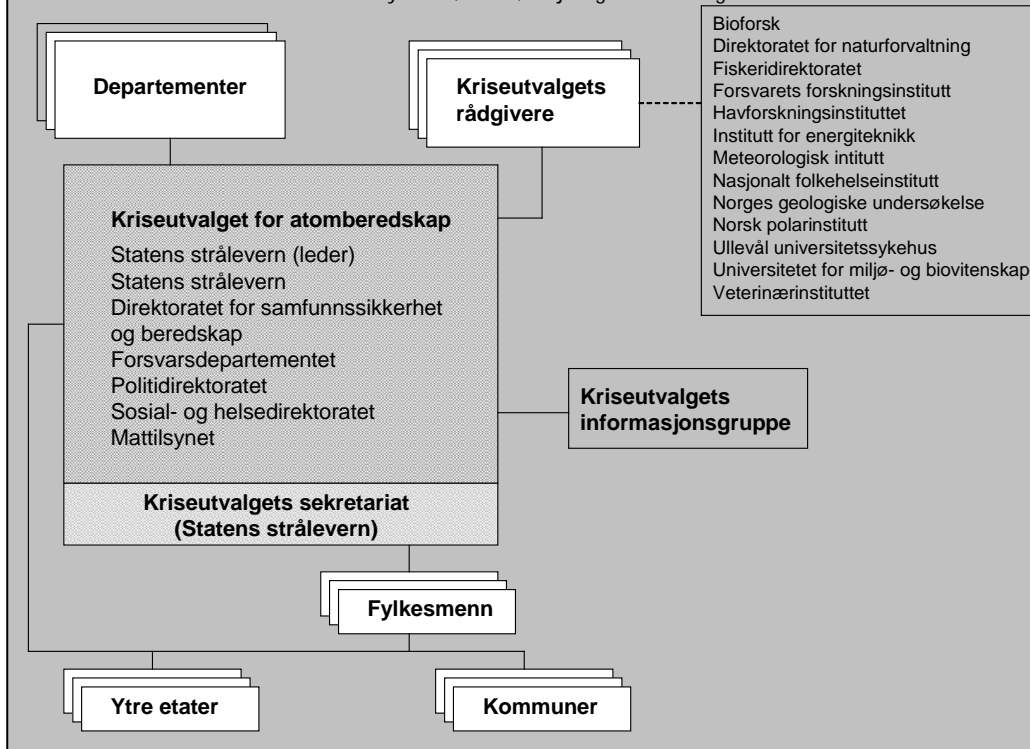 Departementer
Kriseutvalgets
rådgivere
Bioforsk
Direktoratet for naturforvaltning
Fiskeridirektoratet
Forsvarets forskningsinstitutt
Havforskningsinstituttet
Institutt for energiteknikk
Meteorologisk intitutt
Nasjonalt folkehelseinstitutt
Norges geologiske undersøkelse
Norsk polarinstitutt
Ullevål universitetssykehus
Universitetet for miljø- og biovitenskap
Veterinærinstituttet
Kriseutvalget for atomberedskap
Statens strålevern (leder)
Statens strålevern
Direktoratet for samfunnssikkerhet
og beredskap
Forsvarsdepartementet
Politidirektoratet
Sosial- og helsedirektoratet
Mattilsynet
Kriseutvalgets
informasjonsgruppe
Kriseutvalgets sekretariat
(Statens strålevern)
Fylkesmenn
Ytre etater
Kommuner